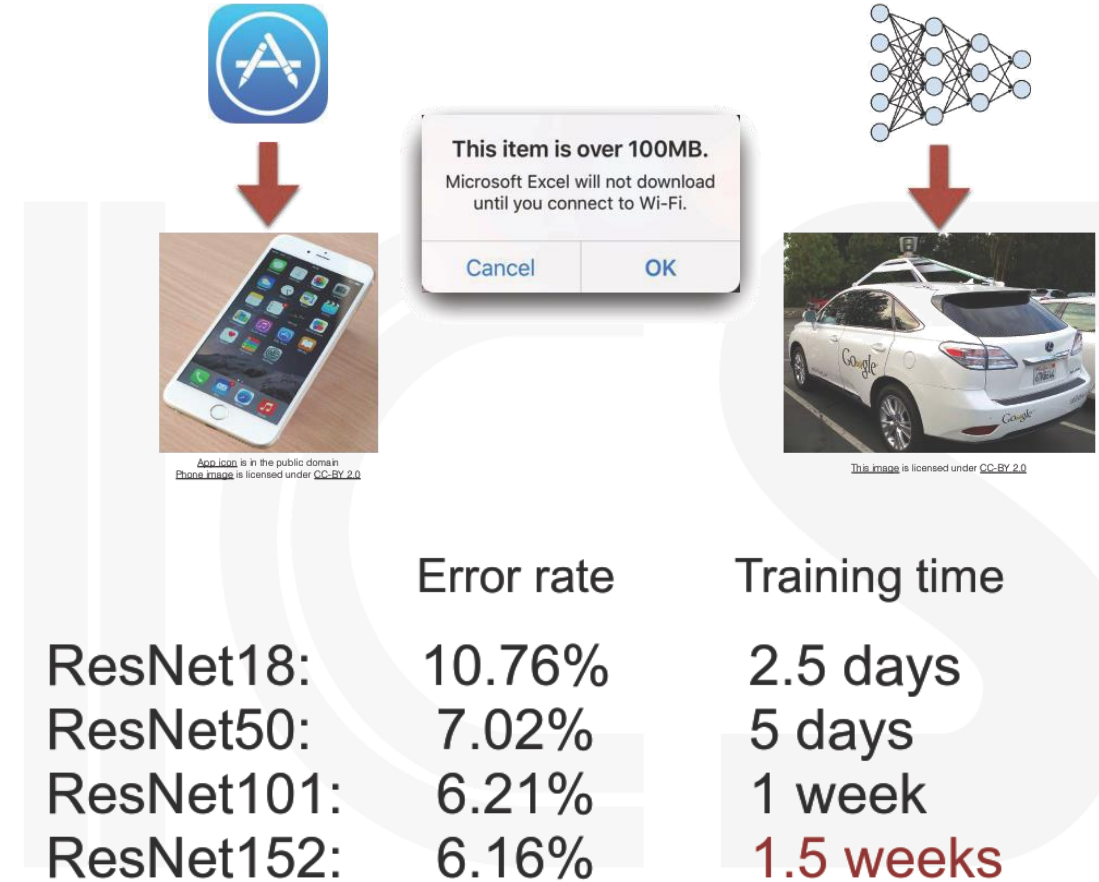 This item is over 100MB.
Microsoft Excel will not download
until you connect to Wi-Fi.
Cancel OK
Google
Google
App icon is in the public domain
Phone image is licensed under CC-BY 2.0
This image is licensed under CC-BY 2.0
Error rate Training time
ResNet18: 10.76% 2.5 days
ResNet50: 7.02% 5 days
ResNet101: 6.21% 1 week
ResNet152: 6.16% 1.5 weeks
ICS